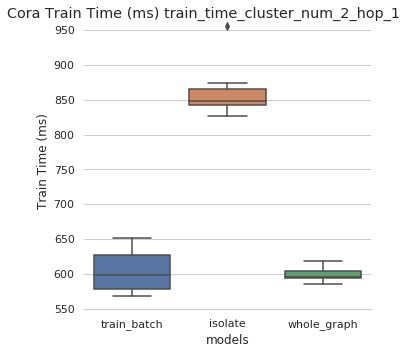 Cora Train Time (ms) train_time_cluster_num_2_hop_1
950
900
850
800
750
700
650
600
550
Train Time (ms)
train_batch isolate whole_graph
models